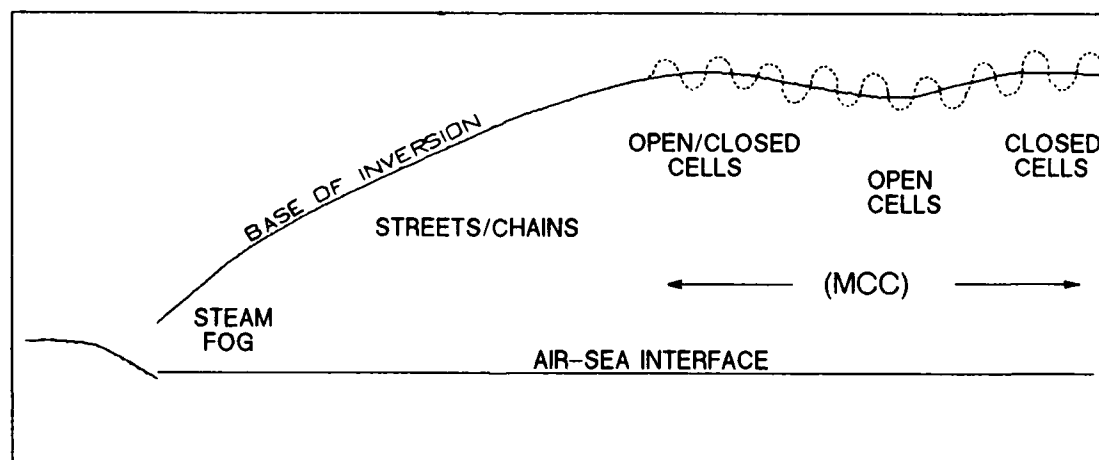 BASE OF INVERSION
OPEN/CLOSED
CELLS
CLOSED
CELLS
OPEN
CELLS
STREETS/CHAINS
(MCC)
STEAM
FOG
AIR-SEA INTERFACE